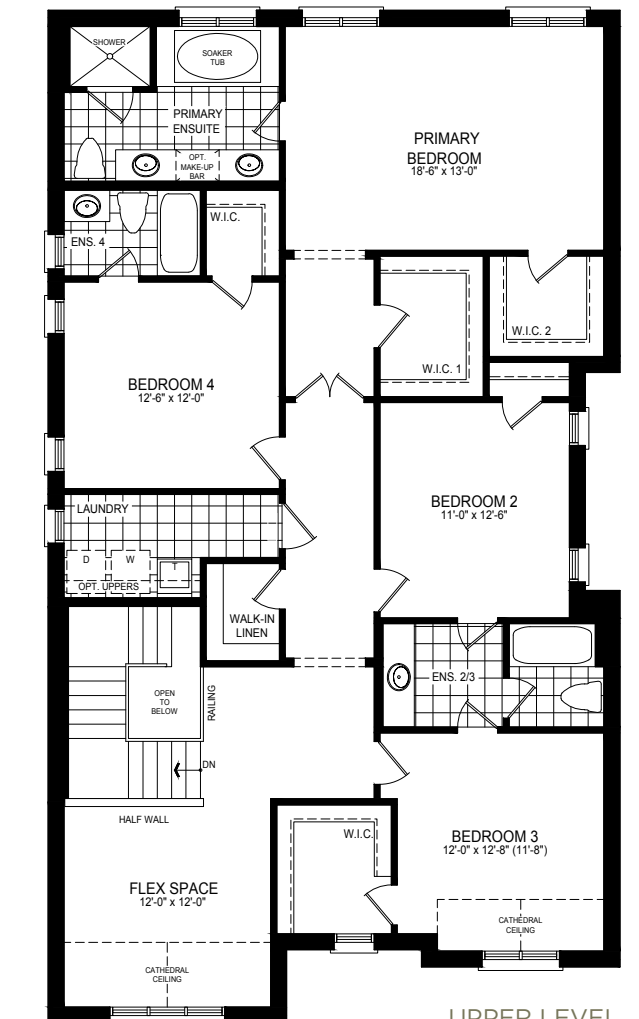 SHOWER
SOAKER
TUB
PRIMARY
ENSUITE
OPT.
MAKE-UP
BAR
PRIMARY
BEDROOM
18'-6" x 13'-0"
ENS. 4
W.I.C.
W.I.C. 1
W.I.C. 2
BEDROOM 4
12'-6" x 12'-0"
BEDROOM 2
11'-0" x 12'-6"
LAUNDRY
D
W
T
OPT. UPPERS
WALK-IN
LINEN
ENS. 2/3
OPEN
TO
BELOW
RAILING
DN
HALF WALL
W.I.C.
BEDROOM 3
12'-0" x 12'-8" (11'-8")
FLEX SPACE
12'-0" x 12'-0"
CATHEDRAL
CEILING
CATHEDRAL
CEILING
UPPER LEVEL